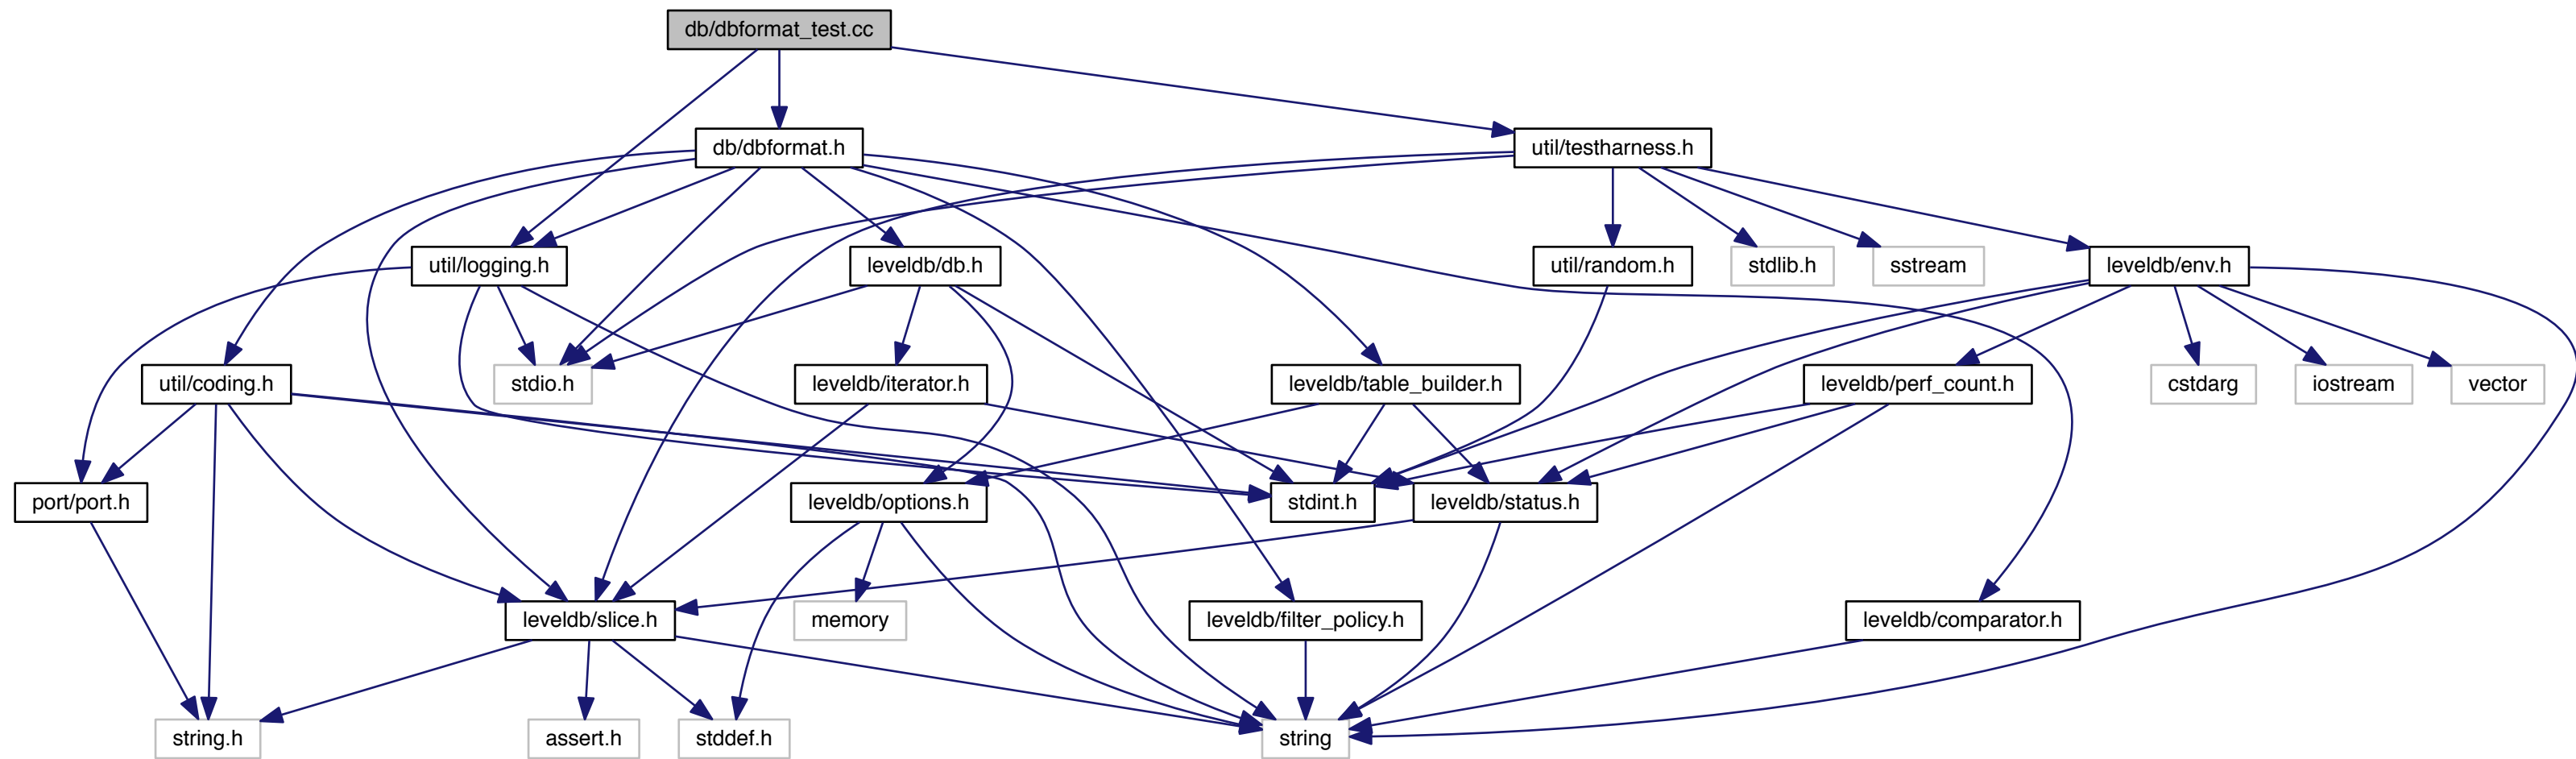 db/dbformat_test.cc
db/dbformat.h
util/testharness.h
util/logging.h
leveldb/db.h
util/random.h
stdlib.h
sstream
leveldb/env.h
util/coding.h
stdio.h
leveldb/iterator.h
leveldb/table_builder.h
leveldb/perf_count.h
cstdarg
iostream
vector
port/port.h
leveldb/options.h
stdint.h
leveldb/status.h
leveldb/slice.h
memory
leveldb/filter_policy.h
leveldb/comparator.h
string.h
assert.h
stddef.h
string